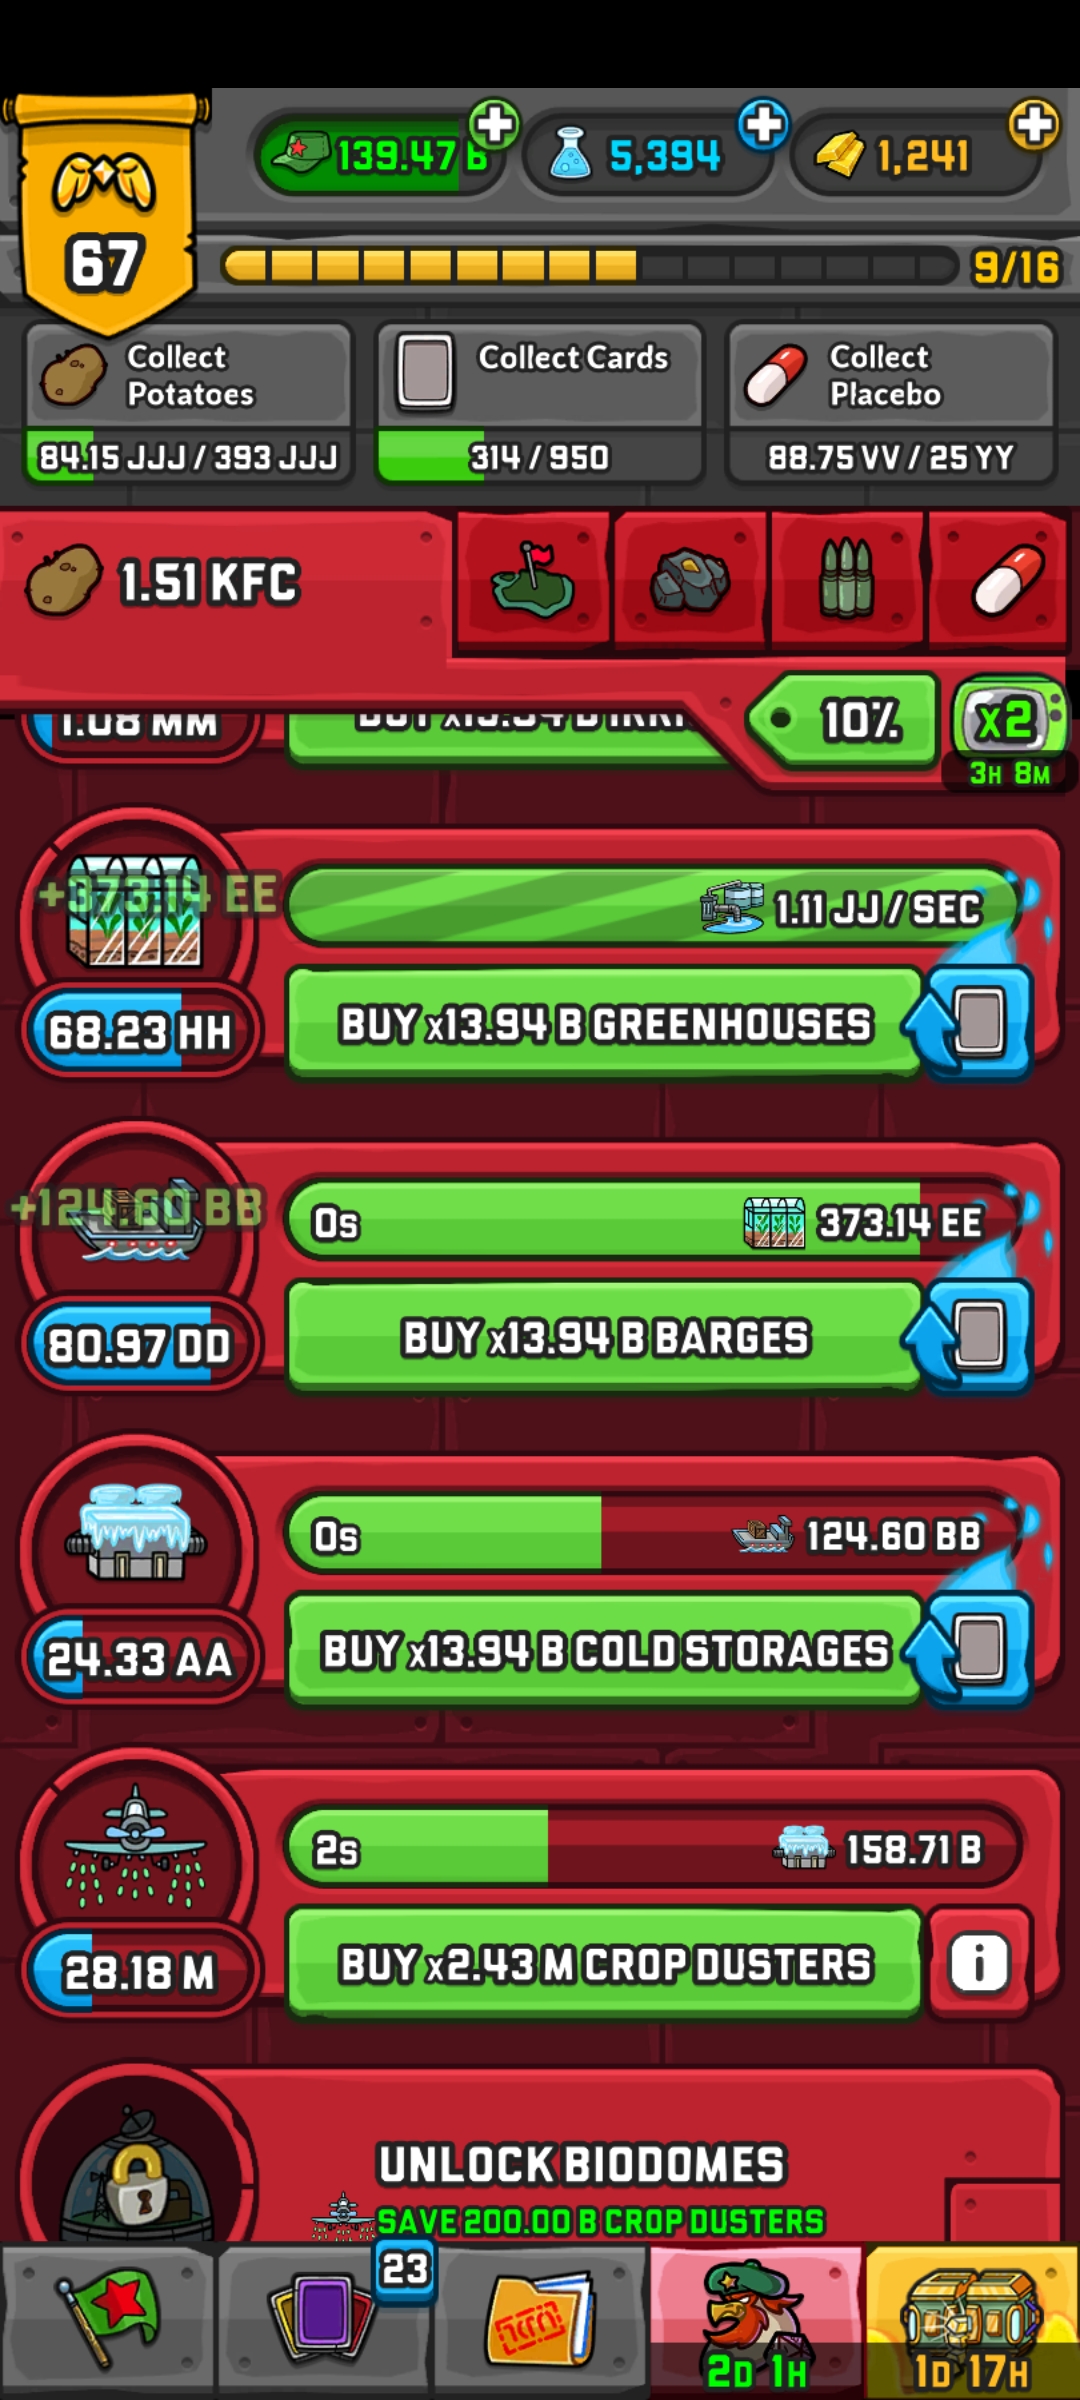 139.47 B
5,394
1,241
67
9/16
Collect
Potatoes
84.15 JJJ / 393 JJJ
Collect Cards
314 / 950
Collect
Placebo
88.75 VV / 25 YY
1.51 KFC
10%
x2
3H 8M
1.08 MM
+373.14 EE
1.11 JJ / SEC
68.23 HH
BUY x13.94 B GREENHOUSES
+124.60 BB
0s
373.14 EE
80.97 DD
BUY x13.94 B BARGES
0s
124.60 BB
24.33 AA
BUY x13.94 B COLD STORAGES
2s
158.71 B
28.18 M
BUY x2.43 M CROP DUSTERS
i
UNLOCK BIODOMES
SAVE 200.00 B CROP DUSTERS
23
2D 1H
1D 17H